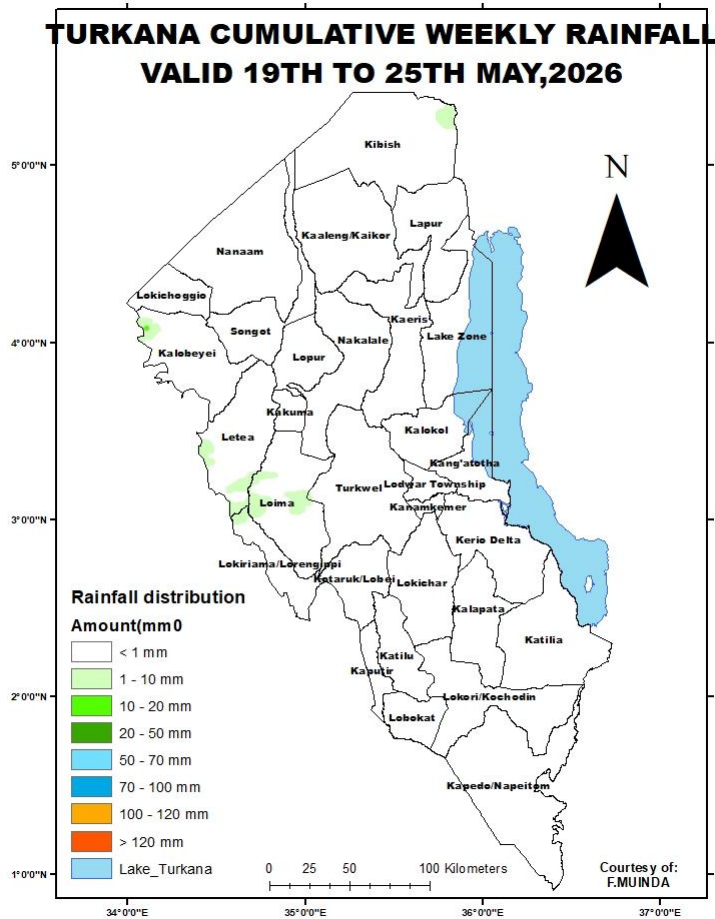 TURKANA CUMULATIVE WEEKLY RAINFALL
VALID 19TH TO 25TH MAY,2026
N
5°0'0"N
4°0'0"N
3°0'0"N
2°0'0"N
1°0'0"N
Kibish
Lapur
Kaaleng/Kaikor
Nanaam
Lokichoggio
Songot
Kaeris
Nakalale
Lake Zone
Kalobeyei
Lopur
Kakuma
Letea
Kalokol
Kang'atotha
Turkwel
Lodwar Township
Loima
Kanamkemer
Kerio Delta
Lokiriama/Lorengippi
Kotaruk/Lobei
Lokichar
Kalapata
Katilia
Katilu
Kaputir
Lokori/Kochodin
Lobokat
Kapedo/Napeitom
Rainfall distribution
Amount(mm0
< 1 mm
1 - 10 mm
10 - 20 mm
20 - 50 mm
50 - 70 mm
70 - 100 mm
100 - 120 mm
> 120 mm
Lake_Turkana
0 25 50 100 Kilometers
Courtesy of:
F.MUINDA
34°0'0"E 35°0'0"E 36°0'0"E 37°0'0"E